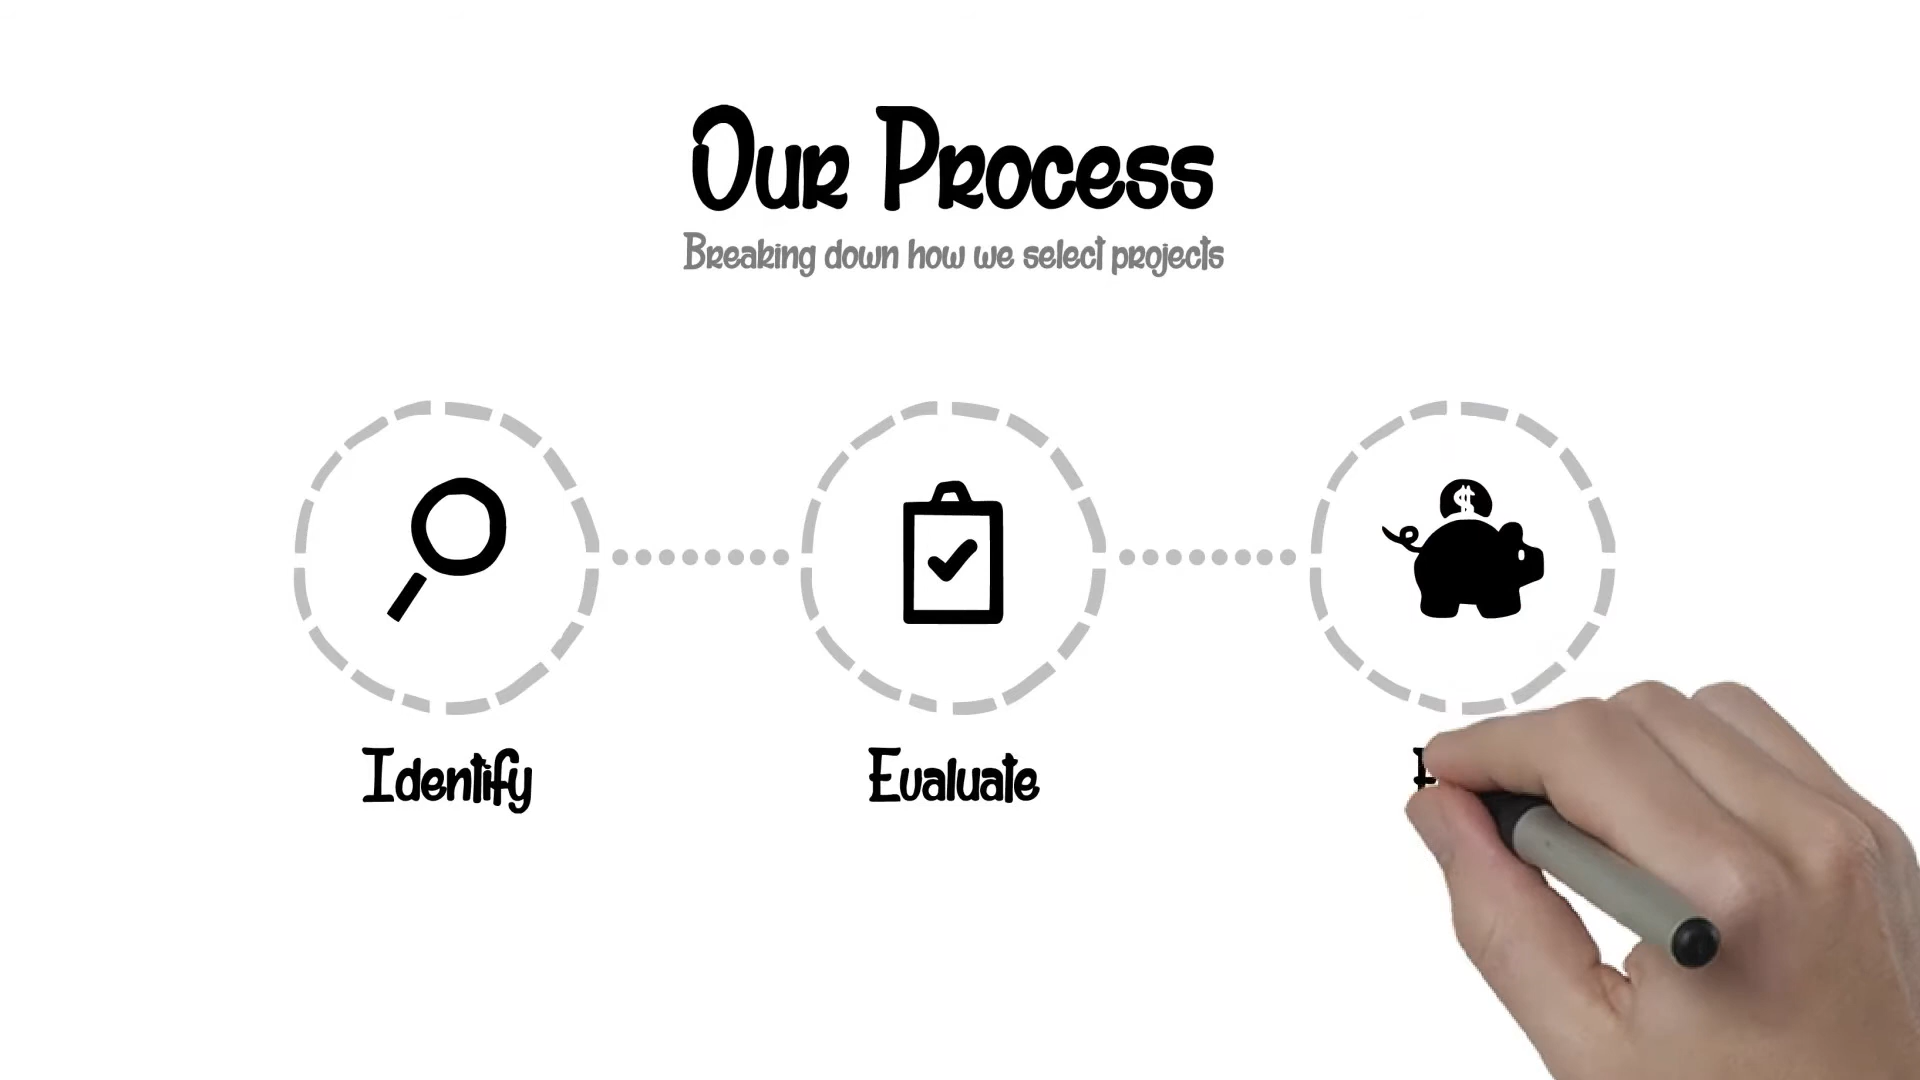 Our Process
Breaking down how we select projects
$
Identify
Evaluate